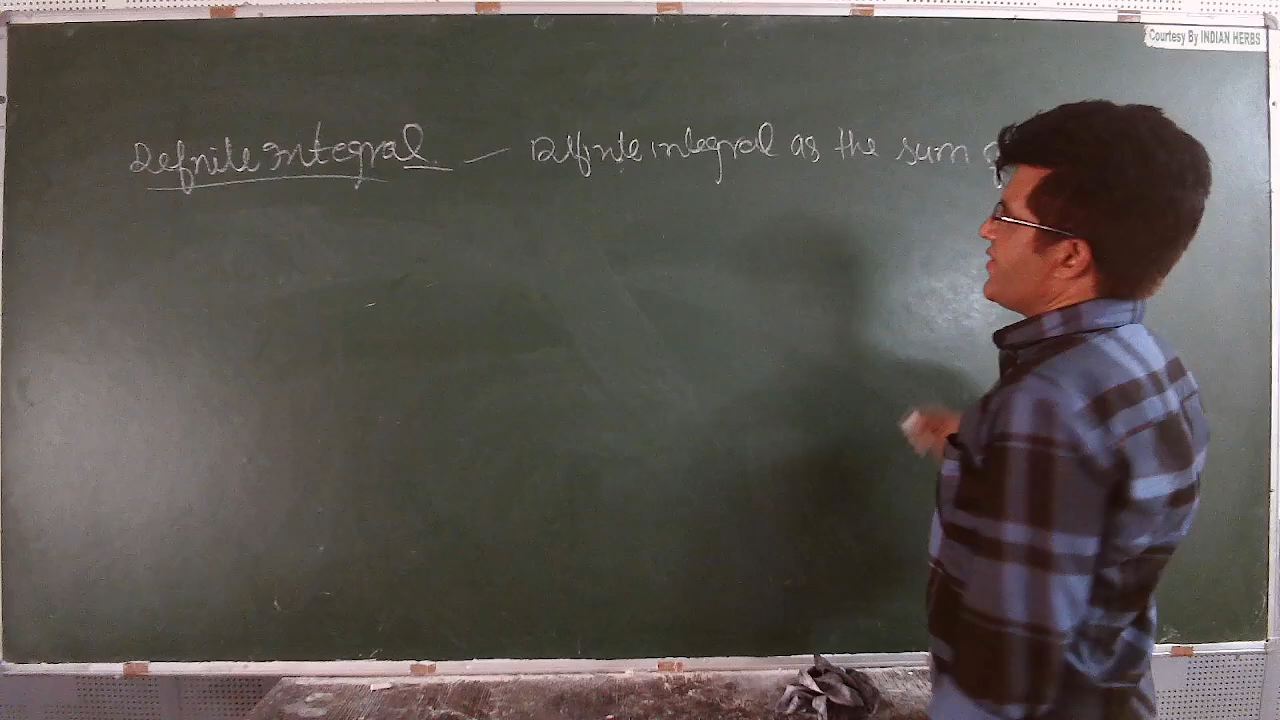 Courtesy By INDIAN HERBS
Definite Integral — Definite integral as the sum